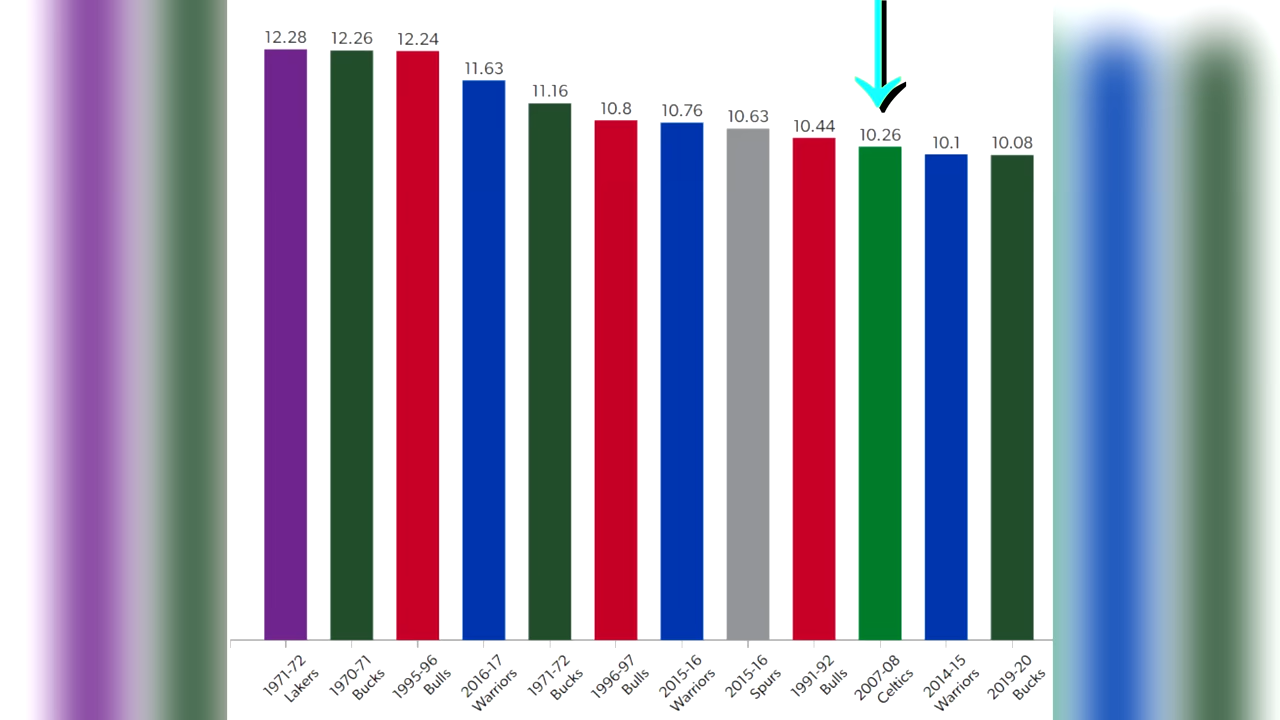 12.28
12.26
12.24
11.63
11.16
10.8
10.76
10.63
10.44
10.26
10.1
10.08
1971-72
Lakers
1970-71
Bucks
1995-96
Bulls
2016-17
Warriors
1971-72
Bucks
1996-97
Bulls
2015-16
Warriors
2015-16
Spurs
1991-92
Bulls
2007-08
Celtics
2014-15
Warriors
2019-20
Bucks